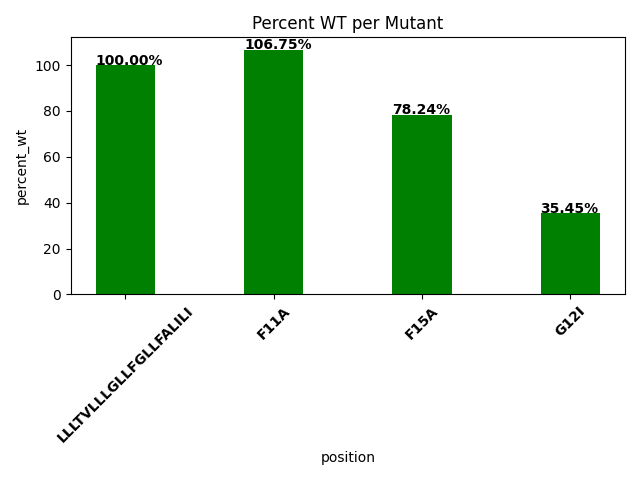 Percent WT per Mutant
percent_wt
100
80
60
40
20
0
100.00%
106.75%
78.24%
35.45%
LLLTVLLLGLLFGLLFALILI
F11A
F15A
G12I
position